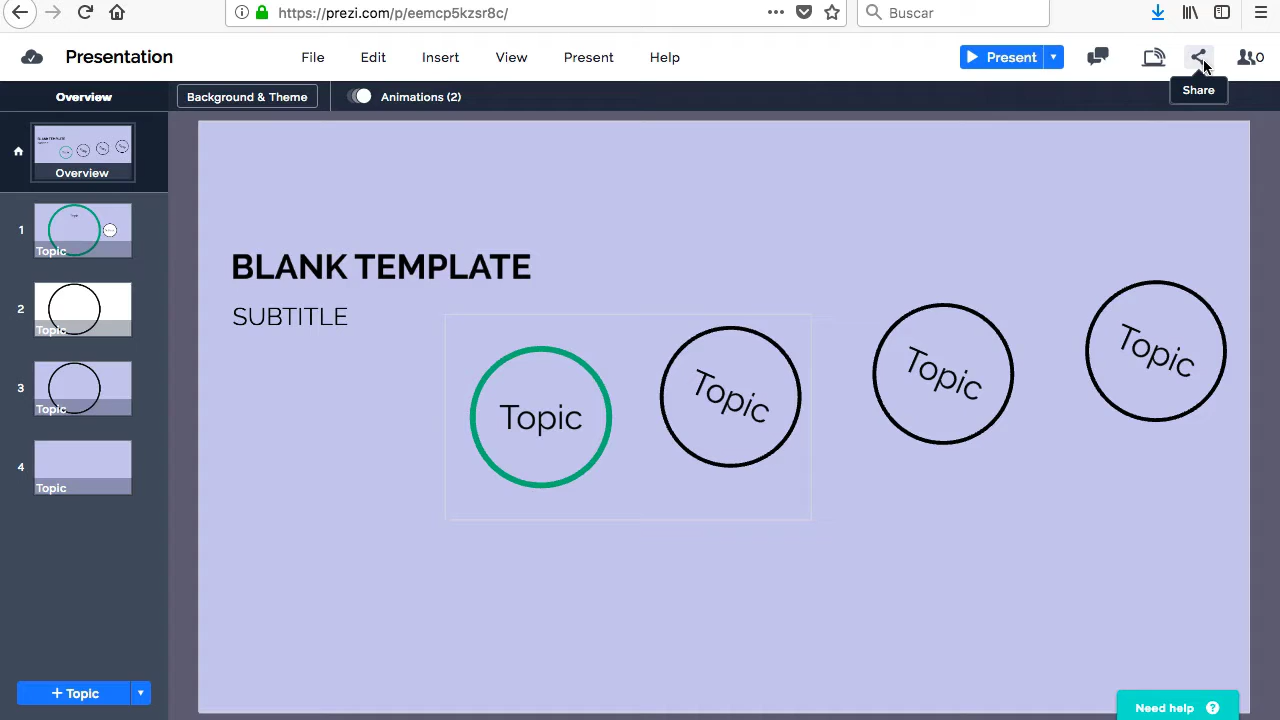 https://prezi.com/p/eemcp5kzsr8c/
Buscar
Presentation
File
Edit
Insert
View
Present
Help
Present
0
Share
Overview
Background & Theme
Animations (2)
Overview
1
Topic
2
Topic
3
Topic
4
Topic
+ Topic
BLANK TEMPLATE
SUBTITLE
Topic
Topic
Topic
Topic
Need help ?